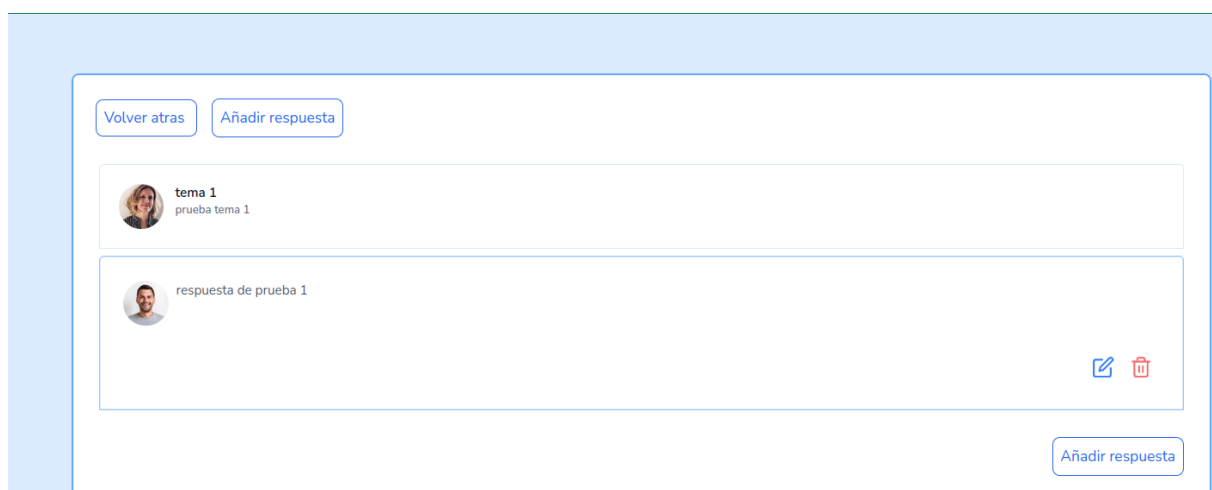 Volver atras
Añadir respuesta
tema 1
prueba tema 1
respuesta de prueba 1
Añadir respuesta